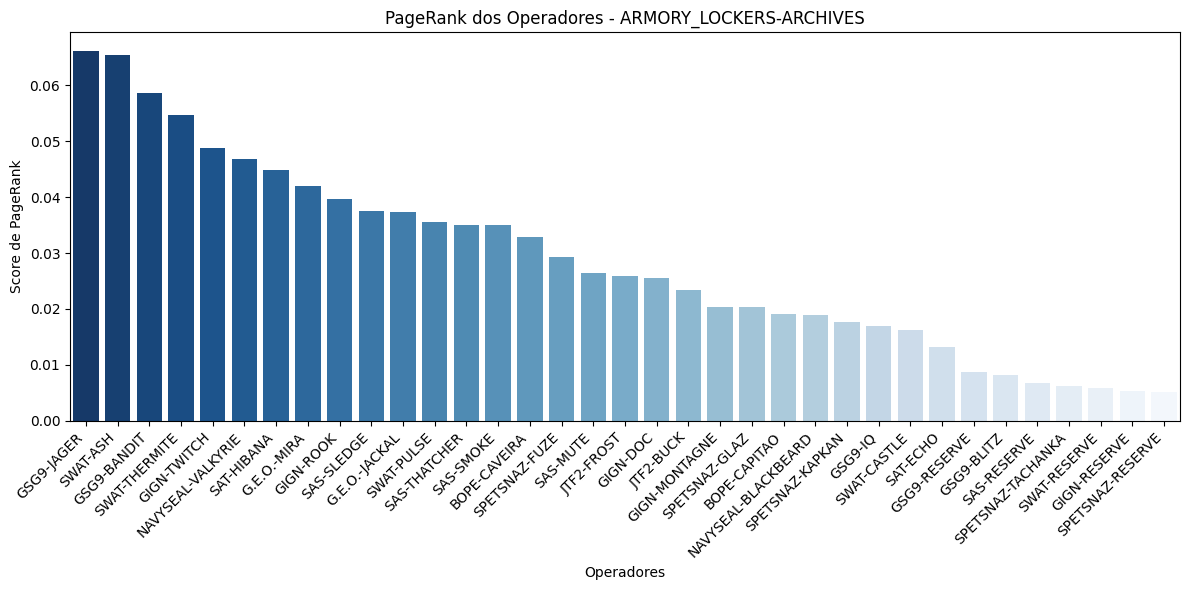 PageRank dos Operadores - ARMORY_LOCKERS-ARCHIVES
Score de PageRank
0.06
0.05
0.04
0.03
0.02
0.01
0.00
GSG9-JAGER
SWAT-ASH
GSG9-BANDIT
SWAT-THERMITE
GIGN-TWITCH
NAVYSEAL-VALKYRIE
SAT-HIBANA
G.E.O.-MIRA
GIGN-ROOK
SAS-SLEDGE
G.E.O.-JACKAL
SWAT-PULSE
SAS-THATCHER
SAS-SMOKE
BOPE-CAVEIRA
SPETSNAZ-FUZE
SAS-MUTE
JTF2-FROST
GIGN-DOC
JTF2-BUCK
GIGN-MONTAGNE
SPETSNAZ-GLAZ
BOPE-CAPITAO
NAVYSEAL-BLACKBEARD
SPETSNAZ-KAPKAN
GSG9-IQ
SWAT-CASTLE
SAT-ECHO
GSG9-RESERVE
GSG9-BLITZ
SAS-RESERVE
SPETSNAZ-TACHANKA
SWAT-RESERVE
GIGN-RESERVE
SPETSNAZ-RESERVE
Operadores